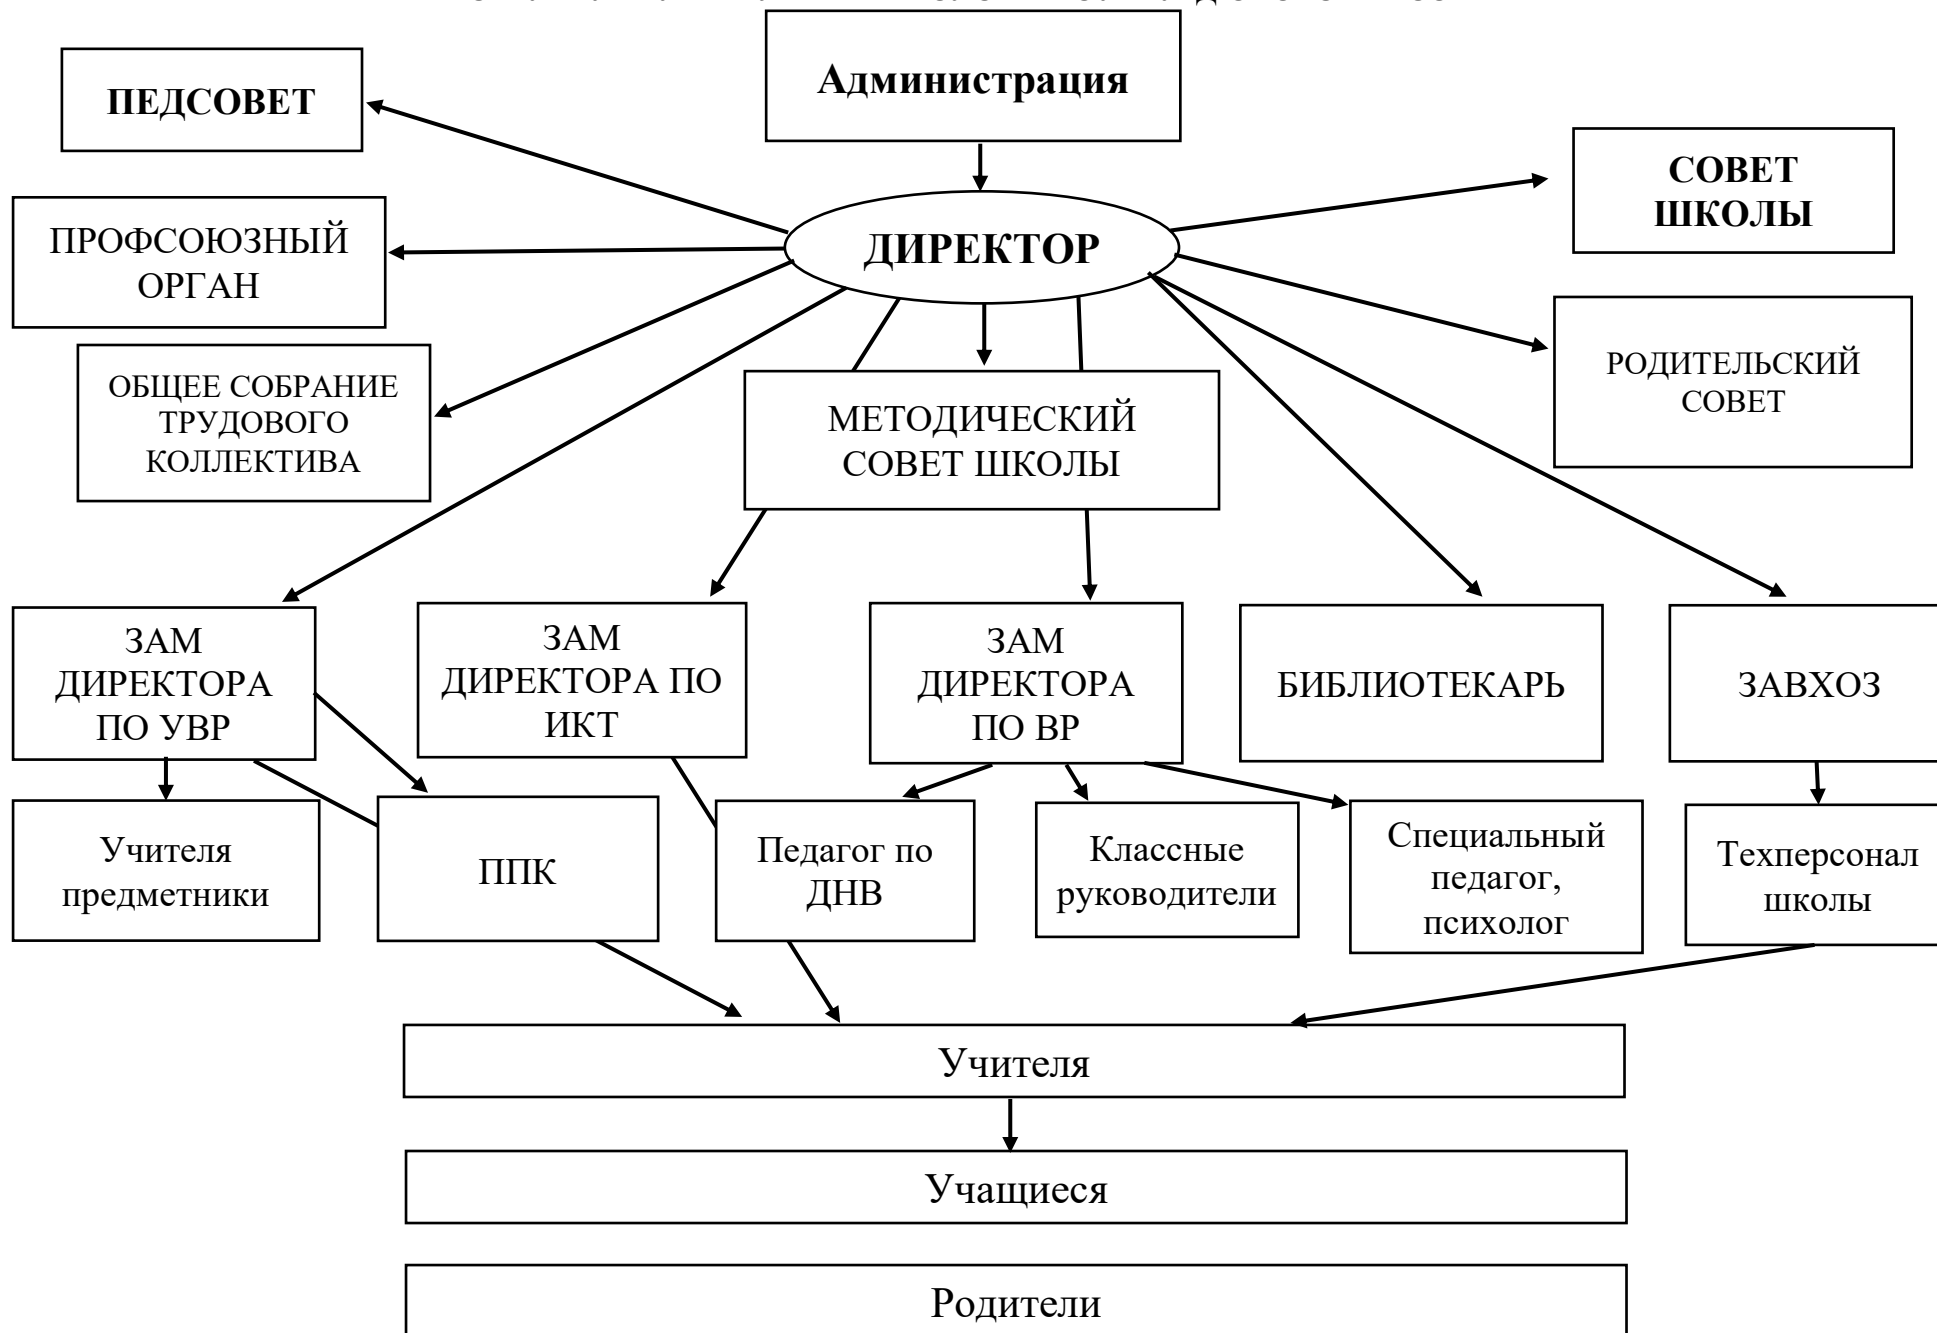 Администрация
ПЕДСОВЕТ
СОВЕТ
ШКОЛЫ
ПРОФСОЮЗНЫЙ
ОРГАН
ДИРЕКТОР
ОБЩЕЕ СОБРАНИЕ
ТРУДОВОГО
КОЛЛЕКТИВА
МЕТОДИЧЕСКИЙ
СОВЕТ ШКОЛЫ
РОДИТЕЛЬСКИЙ
СОВЕТ
ЗАМ
ДИРЕКТОРА
ПО УВР
ЗАМ
ДИРЕКТОРА ПО
ИКТ
ЗАМ
ДИРЕКТОРА
ПО ВР
БИБЛИОТЕКАРЬ
ЗАВХОЗ
Учителя
предметники
ППК
Педагог по
ДНВ
Классные
руководители
Специальный
педагог,
психолог
Техперсонал
школы
Учителя
Учащиеся
Родители